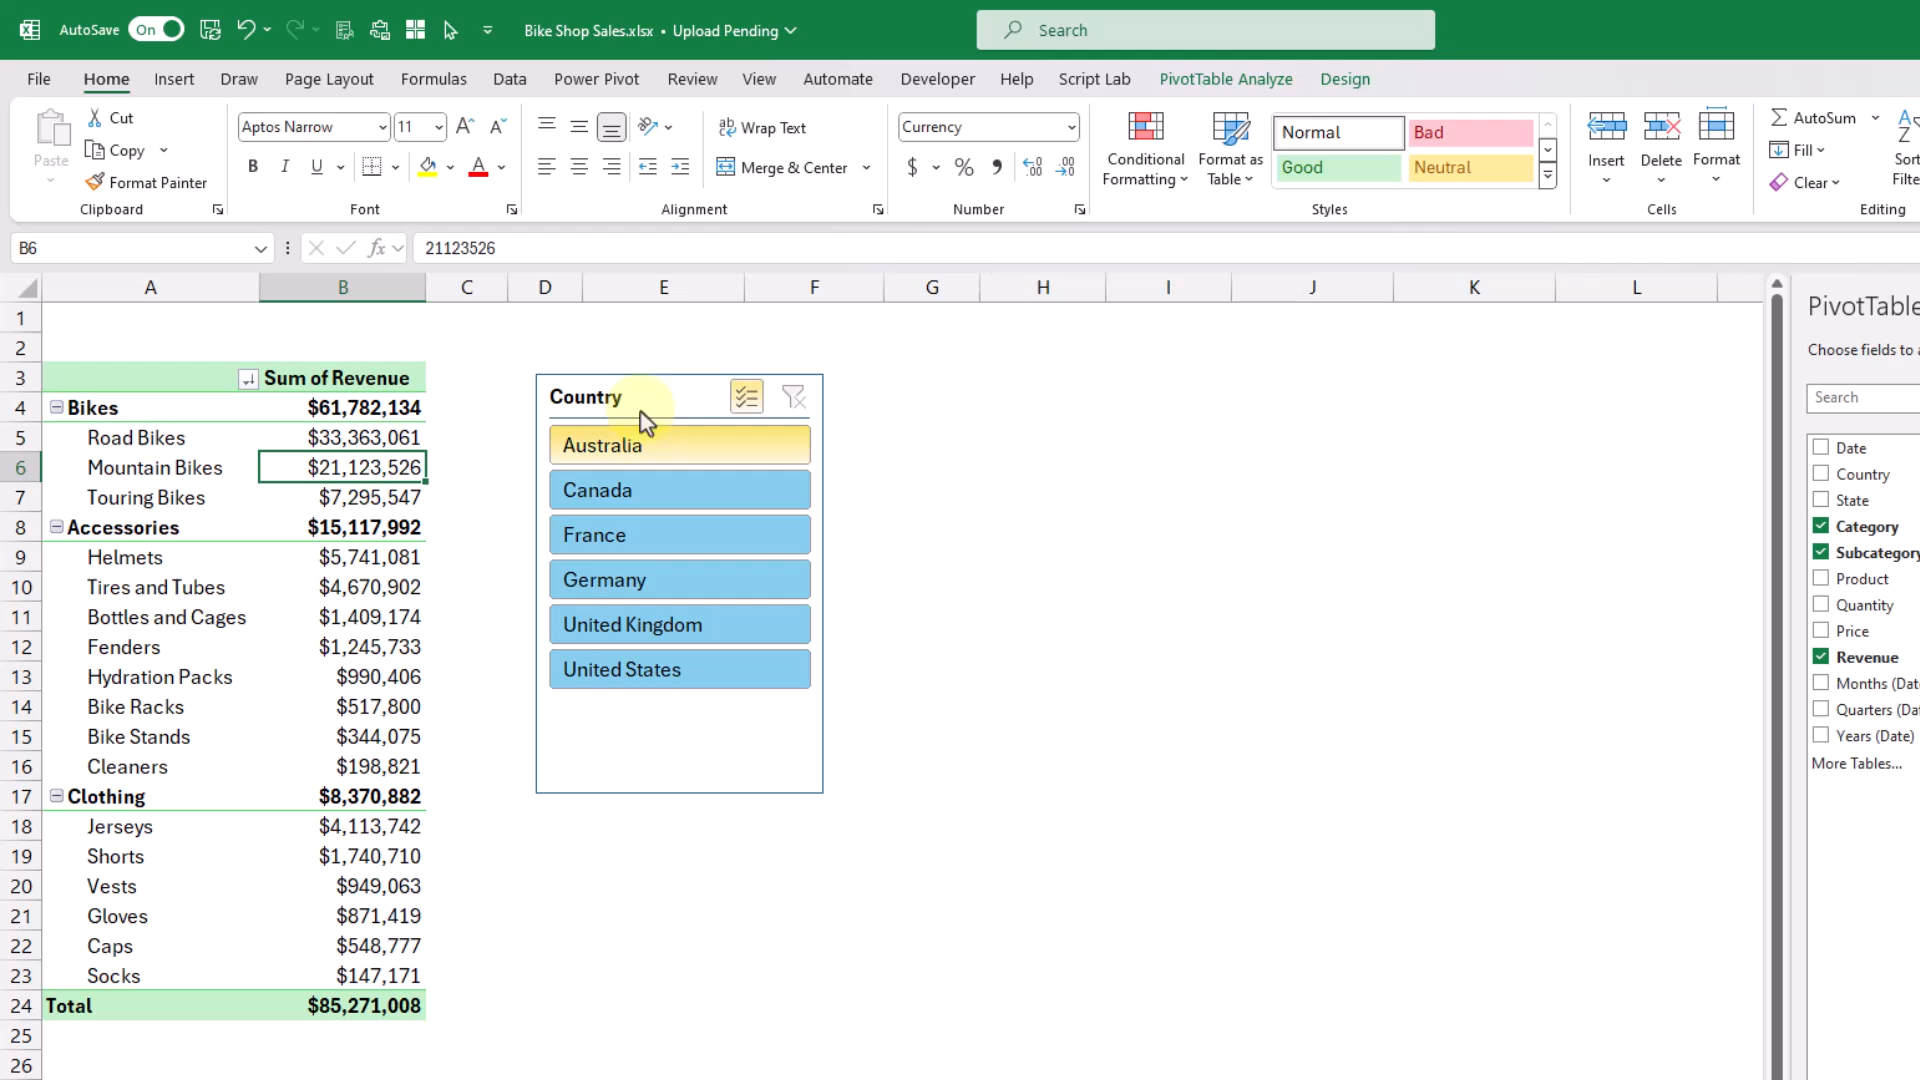 AutoSave On Bike Shop Sales.xlsx • Upload Pending Search
File Home Insert Draw Page Layout Formulas Data Power Pivot Review View Automate Developer Help Script Lab PivotTable Analyze Design
Paste Cut Copy Format Painter Clipboard
Aptos Narrow 11 B I U A Font
ab Wrap Text Merge & Center Alignment
Currency $ % Number
Conditional Formatting Format as Table Normal Bad Good Neutral Styles
Insert Delete Format Cells
AutoSum Fill Clear Sort Filte Editing
B6 fx 21123526
A B C D E F G H I J K L
1
2
3 Sum of Revenue
4 Bikes $61,782,134
5 Road Bikes $33,363,061
6 Mountain Bikes $21,123,526
7 Touring Bikes $7,295,547
8 Accessories $15,117,992
9 Helmets $5,741,081
10 Tires and Tubes $4,670,902
11 Bottles and Cages $1,409,174
12 Fenders $1,245,733
13 Hydration Packs $990,406
14 Bike Racks $517,800
15 Bike Stands $344,075
16 Cleaners $198,821
17 Clothing $8,370,882
18 Jerseys $4,113,742
19 Shorts $1,740,710
20 Vests $949,063
21 Gloves $871,419
22 Caps $548,777
23 Socks $147,171
24 Total $85,271,008
25
26
Country
Australia
Canada
France
Germany
United Kingdom
United States
PivotTable
Choose fields to a
Search
Date
Country
State
Category
Subcategory
Product
Quantity
Price
Revenue
Months (Dat
Quarters (Dat
Years (Date)
More Tables...